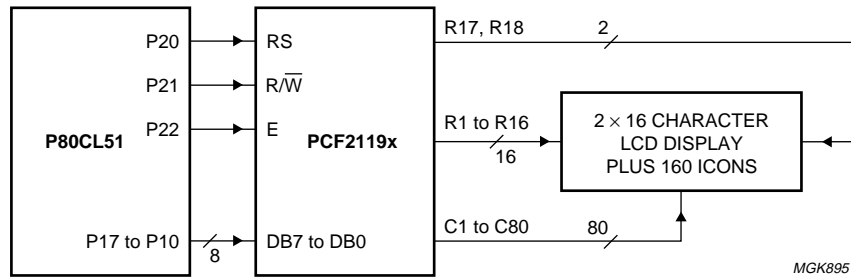 P20
RS
R17, R18
2
P21
R/W̅
P22
E
P80CL51
PCF2119x
R1 to R16
16
2 × 16 CHARACTER
LCD DISPLAY
PLUS 160 ICONS
P17 to P10
8
DB7 to DB0
C1 to C80
80
MGK895